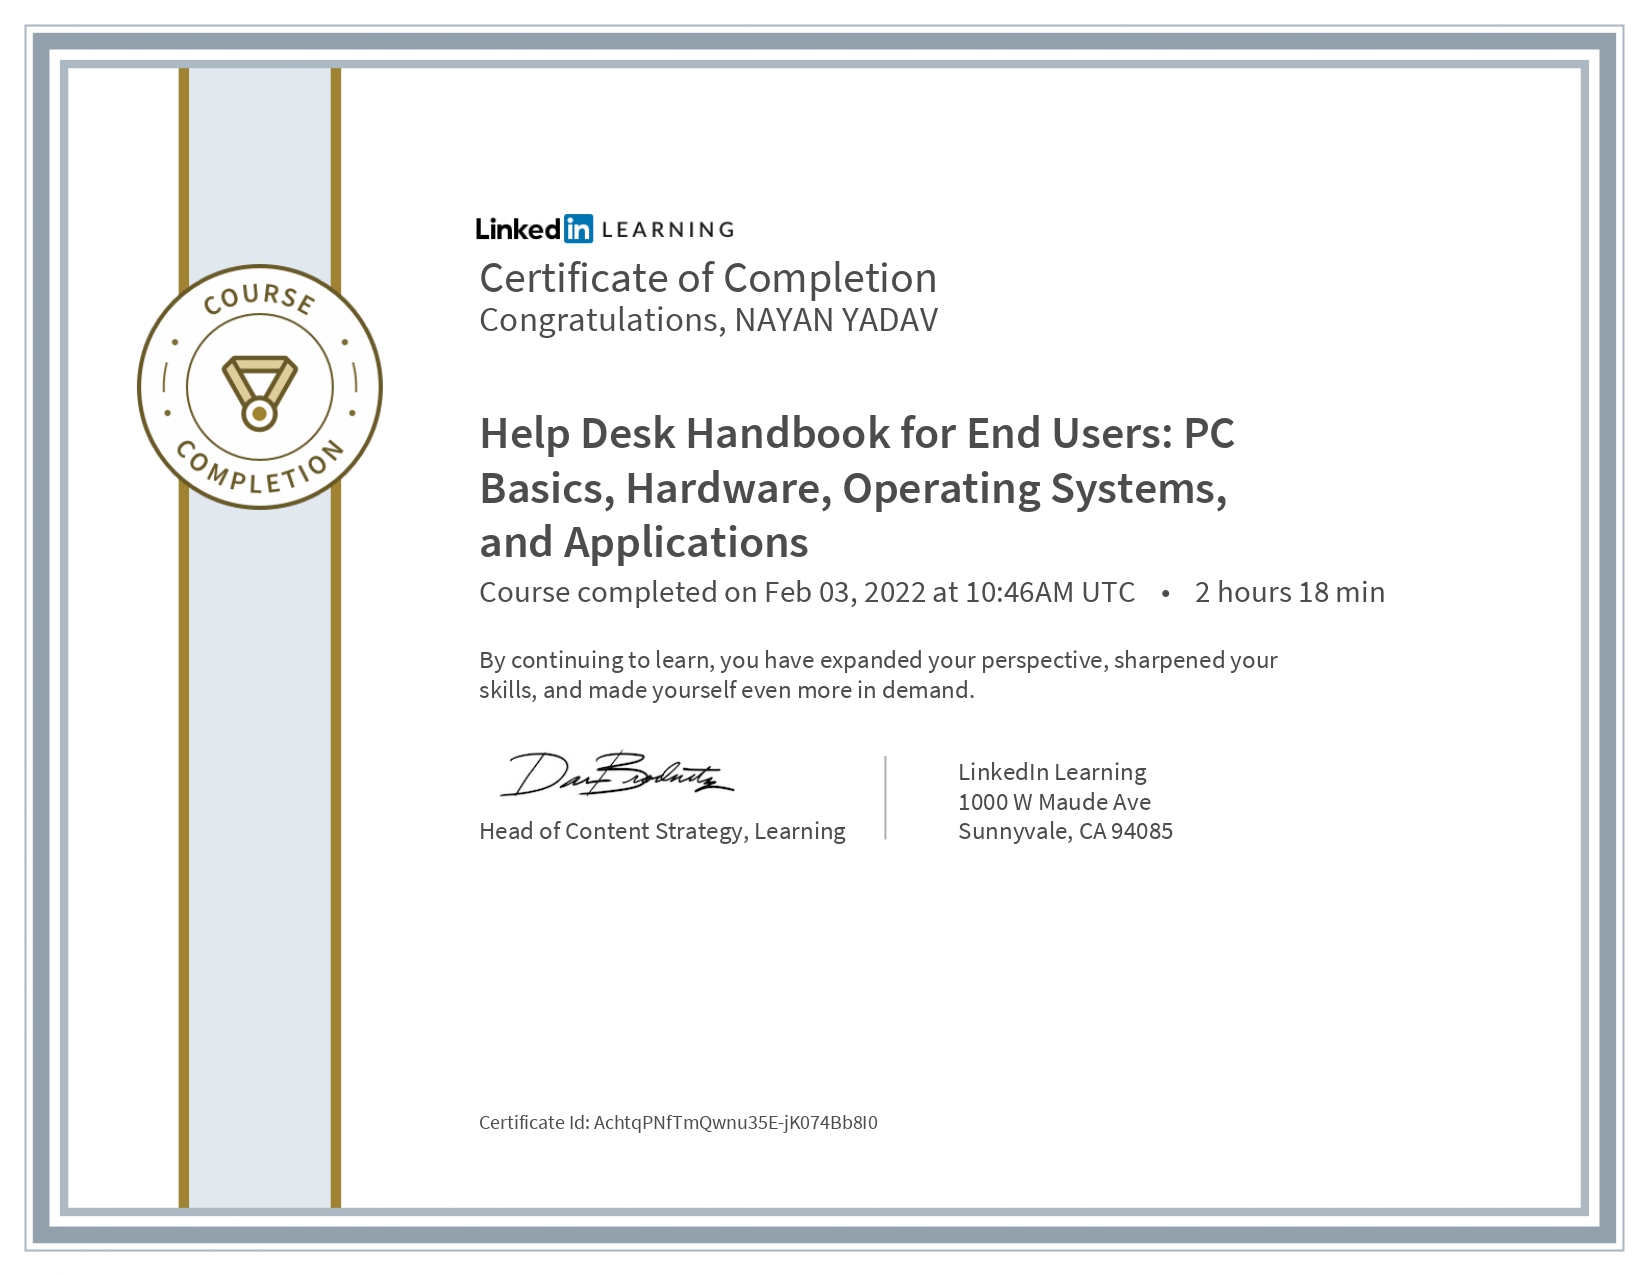 COURSE
COMPLETION
Linkedin LEARNING
Certificate of Completion
Congratulations, NAYAN YADAV
Help Desk Handbook for End Users: PC
Basics, Hardware, Operating Systems,
and Applications
Course completed on Feb 03, 2022 at 10:46AM UTC • 2 hours 18 min
By continuing to learn, you have expanded your perspective, sharpened your
skills, and made yourself even more in demand.
Dan Brodnitz
Head of Content Strategy, Learning
LinkedIn Learning
1000 W Maude Ave
Sunnyvale, CA 94085
Certificate Id: AchtqPNfTmQwnu35E-jK074Bb8I0